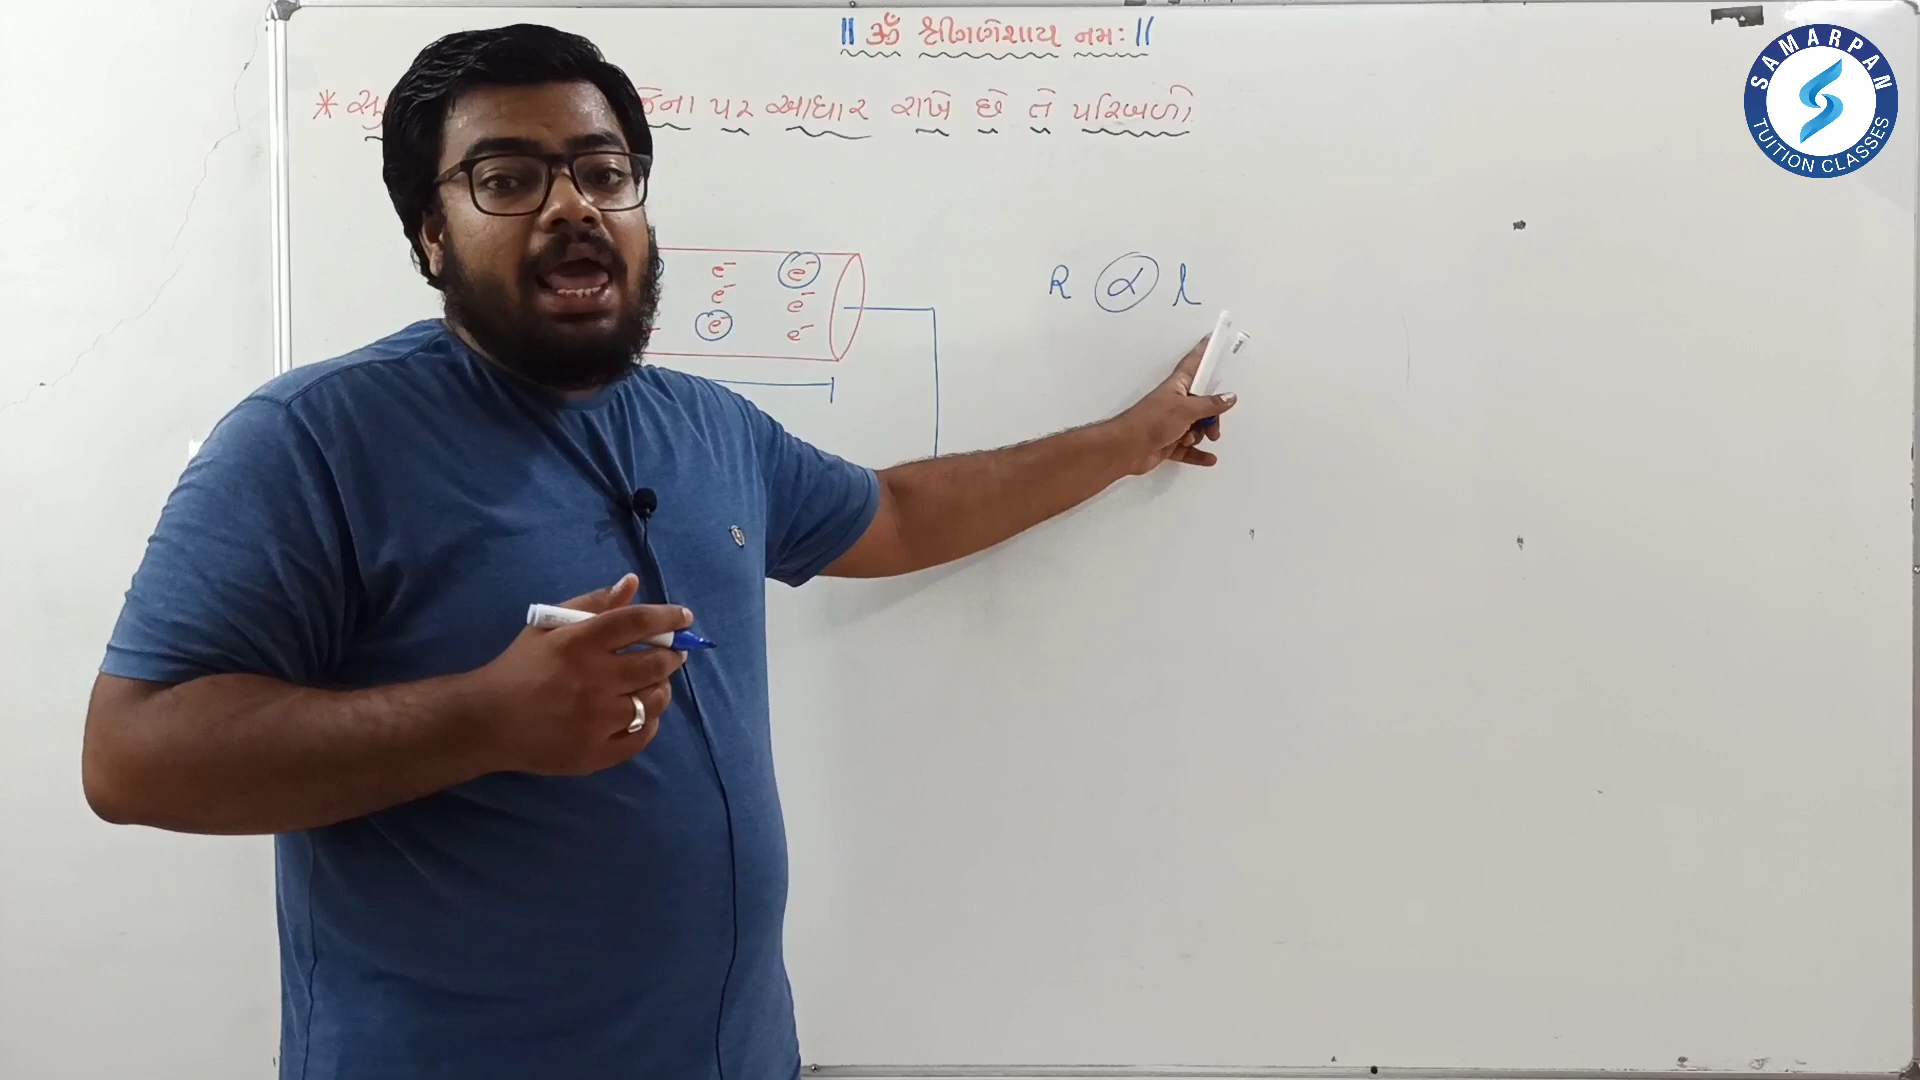 || ૐ શ્રી ગણેશાય નમઃ ||
* જેના પર આધાર રાખે છે તે પરિબળો
SAMARPAN
TUITION CLASSES
e⁻ e⁻
e⁻ e⁻
e⁻ e⁻
R ∝ l